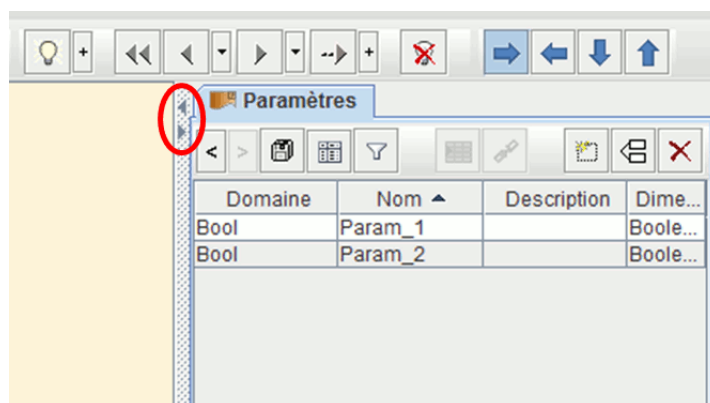 + +
Paramètres
< >
Domaine Nom Description Dime...
Bool Param_1 Boole...
Bool Param_2 Boole...